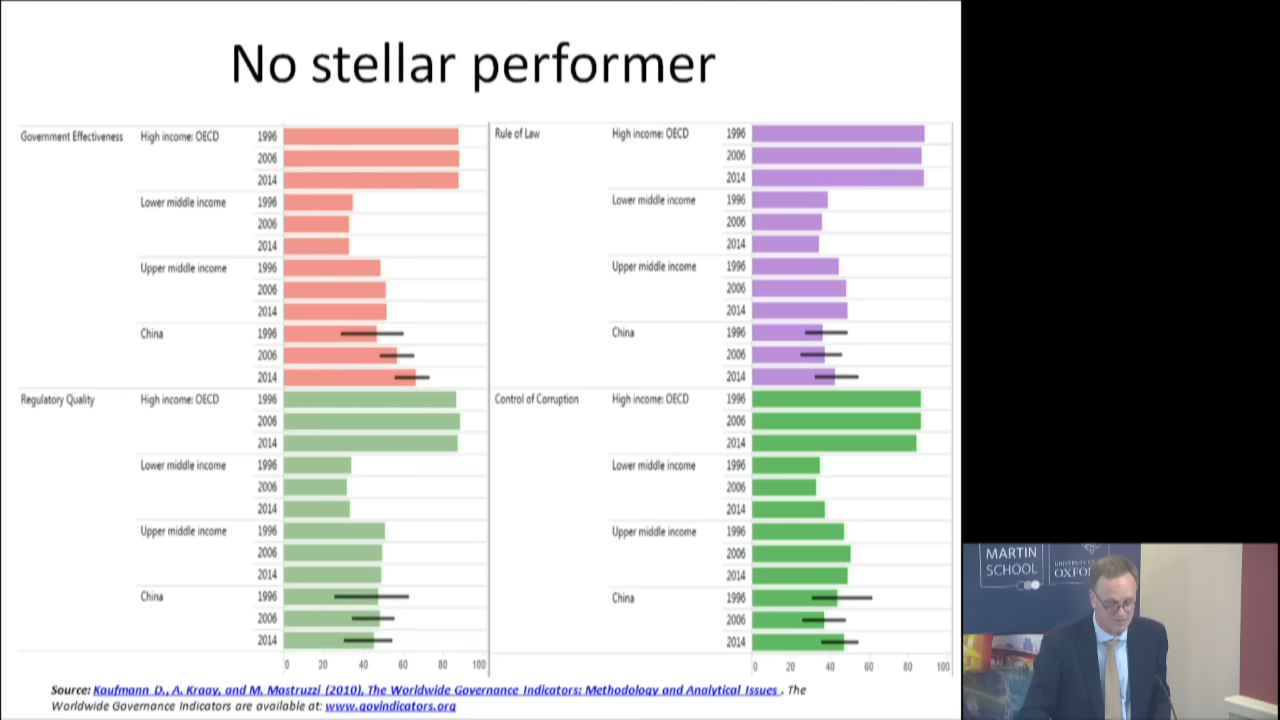 No stellar performer
Government Effectiveness High income: OECD 1996
2006
2014
Lower middle income 1996
2006
2014
Upper middle income 1996
2006
2014
China 1996
2006
2014
Regulatory Quality High income: OECD 1996
2006
2014
Lower middle income 1996
2006
2014
Upper middle income 1996
2006
2014
China 1996
2006
2014
0 20 40 60 80 100
Rule of Law High income: OECD 1996
2006
2014
Lower middle income 1996
2006
2014
Upper middle income 1996
2006
2014
China 1996
2006
2014
Control of Corruption High income: OECD 1996
2006
2014
Lower middle income 1996
2006
2014
Upper middle income 1996
2006
2014
China 1996
2006
2014
0 20 40 60 80 100
Source: Kaufmann D., A. Kraay, and M. Mastruzzi (2010), The Worldwide Governance Indicators: Methodology and Analytical Issues . The
Worldwide Governance Indicators are available at: www.govindicators.org
MARTIN
SCHOOL
UNIVERSITY OF